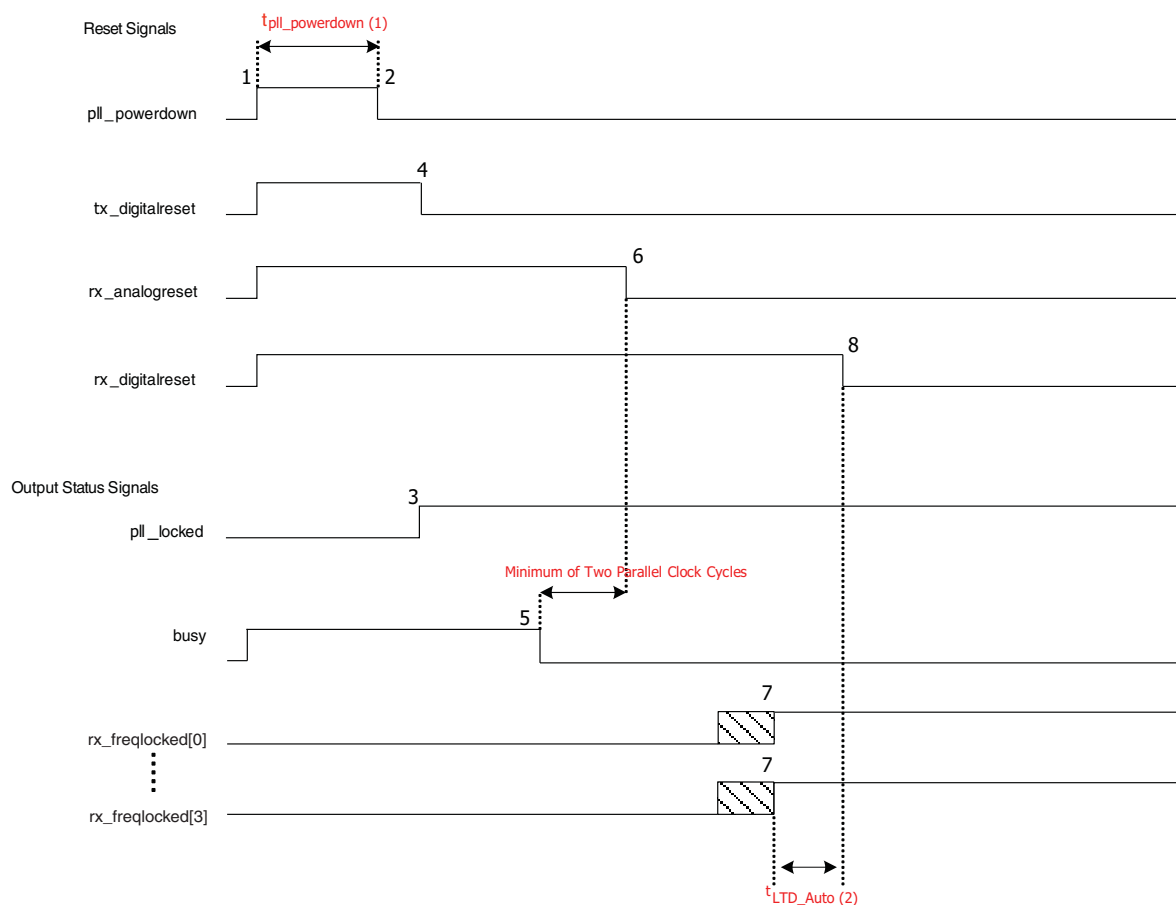 Reset Signals
tpll_powerdown (1)
1
2
pll_powerdown
4
tx_digitalreset
6
rx_analogreset
8
rx_digitalreset
Output Status Signals
3
pll_locked
Minimum of Two Parallel Clock Cycles
5
busy
7
rx_freqlocked[0]
7
rx_freqlocked[3]
tLTD_Auto (2)